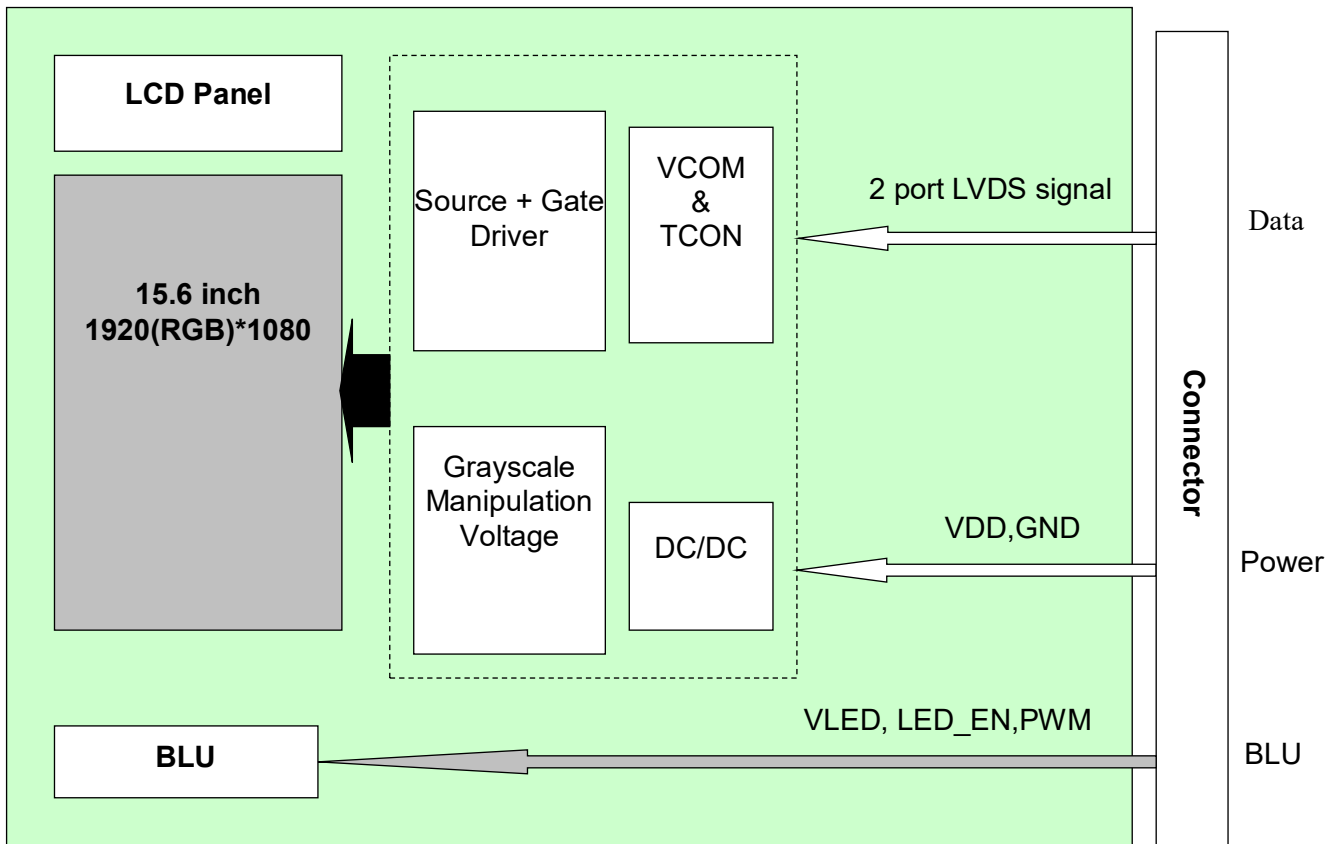 LCD Panel
15.6 inch
1920(RGB)*1080
Source + Gate
Driver
VCOM
&
TCON
Grayscale
Manipulation
Voltage
DC/DC
2 port LVDS signal
Data
VDD,GND
Power
Connector
VLED, LED_EN,PWM
BLU
BLU